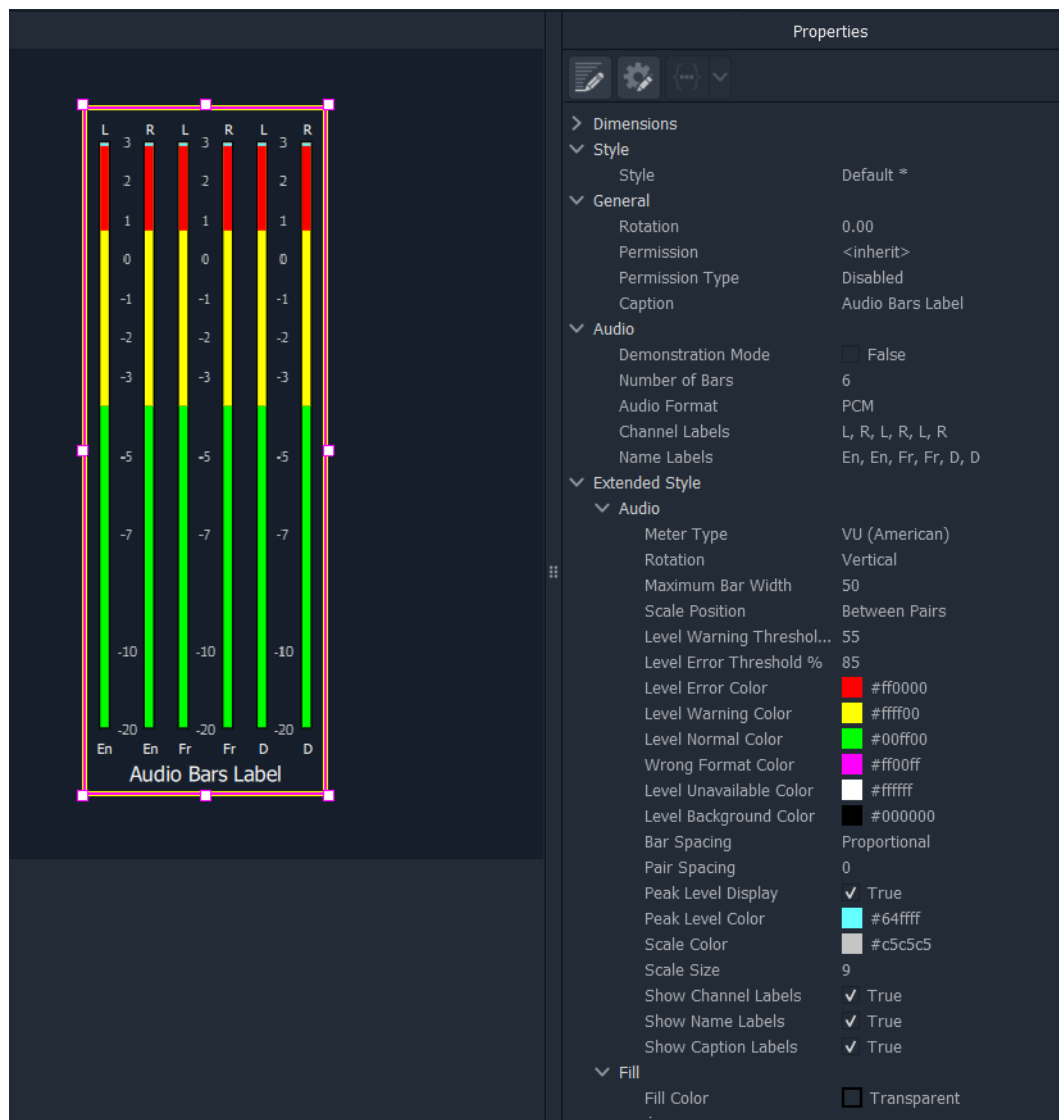 Properties
Dimensions
Style
Style Default *
General
Rotation 0.00
Permission <inherit>
Permission Type Disabled
Caption Audio Bars Label
Audio
Demonstration Mode False
Number of Bars 6
Audio Format PCM
Channel Labels L, R, L, R, L, R
Name Labels En, En, Fr, Fr, D, D
Extended Style
Audio
Meter Type VU (American)
Rotation Vertical
Maximum Bar Width 50
Scale Position Between Pairs
Level Warning Threshol... 55
Level Error Threshold % 85
Level Error Color #ff0000
Level Warning Color #ffff00
Level Normal Color #00ff00
Wrong Format Color #ff00ff
Level Unavailable Color #ffffff
Level Background Color #000000
Bar Spacing Proportional
Pair Spacing 0
Peak Level Display True
Peak Level Color #64ffff
Scale Color #c5c5c5
Scale Size 9
Show Channel Labels True
Show Name Labels True
Show Caption Labels True
Fill
Fill Color Transparent
L R L R L R
3 3 3
2 2 2
1 1 1
0 0 0
-1 -1 -1
-2 -2 -2
-3 -3 -3
-5 -5 -5
-7 -7 -7
-10 -10 -10
-20 -20 -20
En En Fr Fr D D
Audio Bars Label